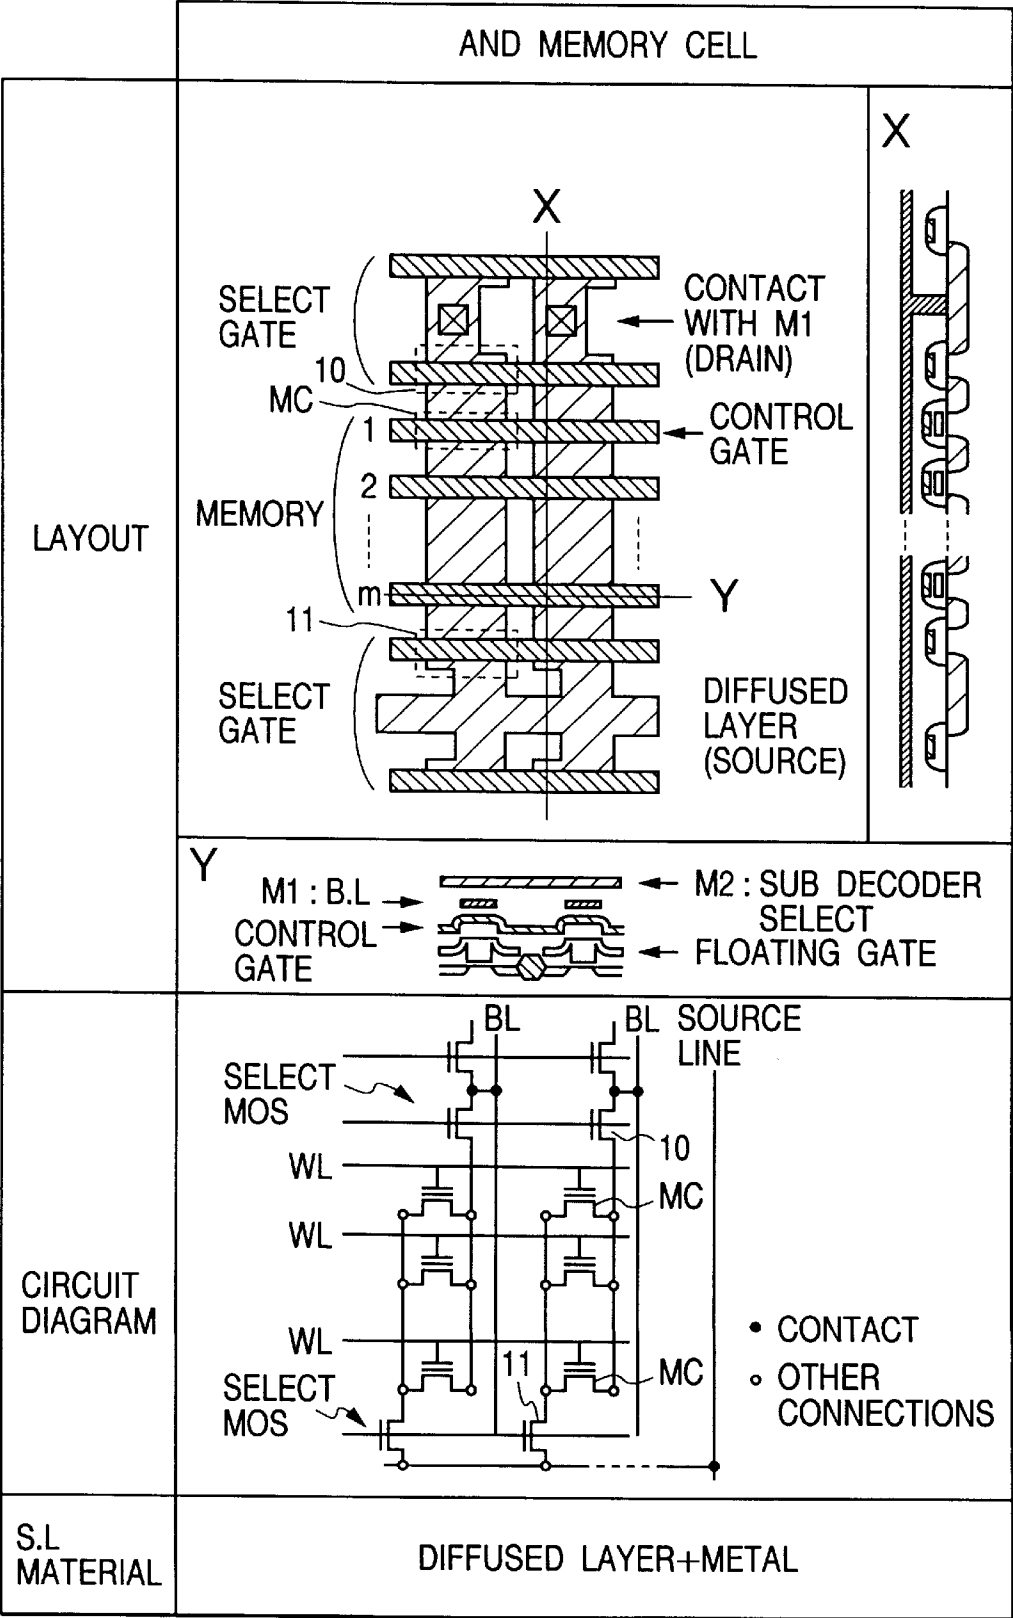 AND MEMORY CELL
LAYOUT
X
X
SELECT
GATE
CONTACT
WITH M1
(DRAIN)
10
MC
1
CONTROL
GATE
2
MEMORY
m
Y
11
SELECT
GATE
DIFFUSED
LAYER
(SOURCE)
Y
M1 : B.L
M2 : SUB DECODER
SELECT
CONTROL
GATE
FLOATING GATE
CIRCUIT
DIAGRAM
BL
BL
SOURCE
LINE
SELECT
MOS
10
WL
MC
WL
WL
11
MC
SELECT
MOS
CONTACT
OTHER
CONNECTIONS
S.L
MATERIAL
DIFFUSED LAYER+METAL